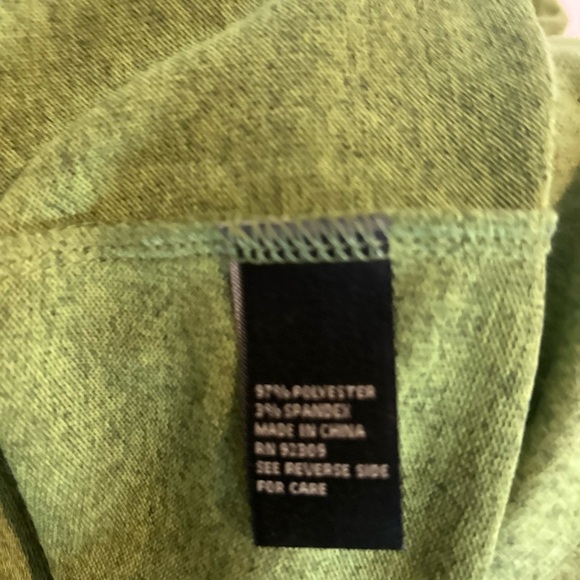 97% POLYESTER
3% SPANDEX
MADE IN CHINA
RN 92309
SEE REVERSE SIDE
FOR CARE